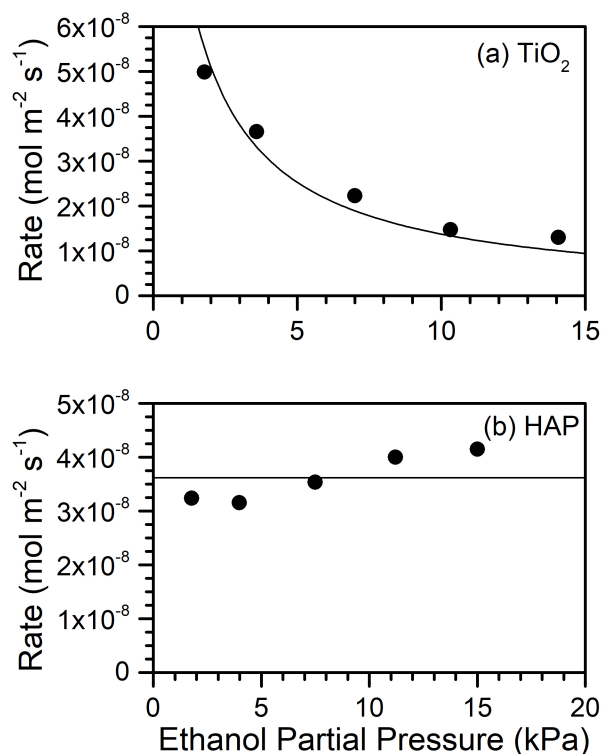 6x10⁻⁸
(a) TiO₂
5x10⁻⁸
4x10⁻⁸
3x10⁻⁸
2x10⁻⁸
1x10⁻⁸
0
Rate (mol m⁻² s⁻¹)
0 5 10 15
5x10⁻⁸
(b) HAP
4x10⁻⁸
3x10⁻⁸
2x10⁻⁸
1x10⁻⁸
0
Rate (mol m⁻² s⁻¹)
0 5 10 15 20
Ethanol Partial Pressure (kPa)